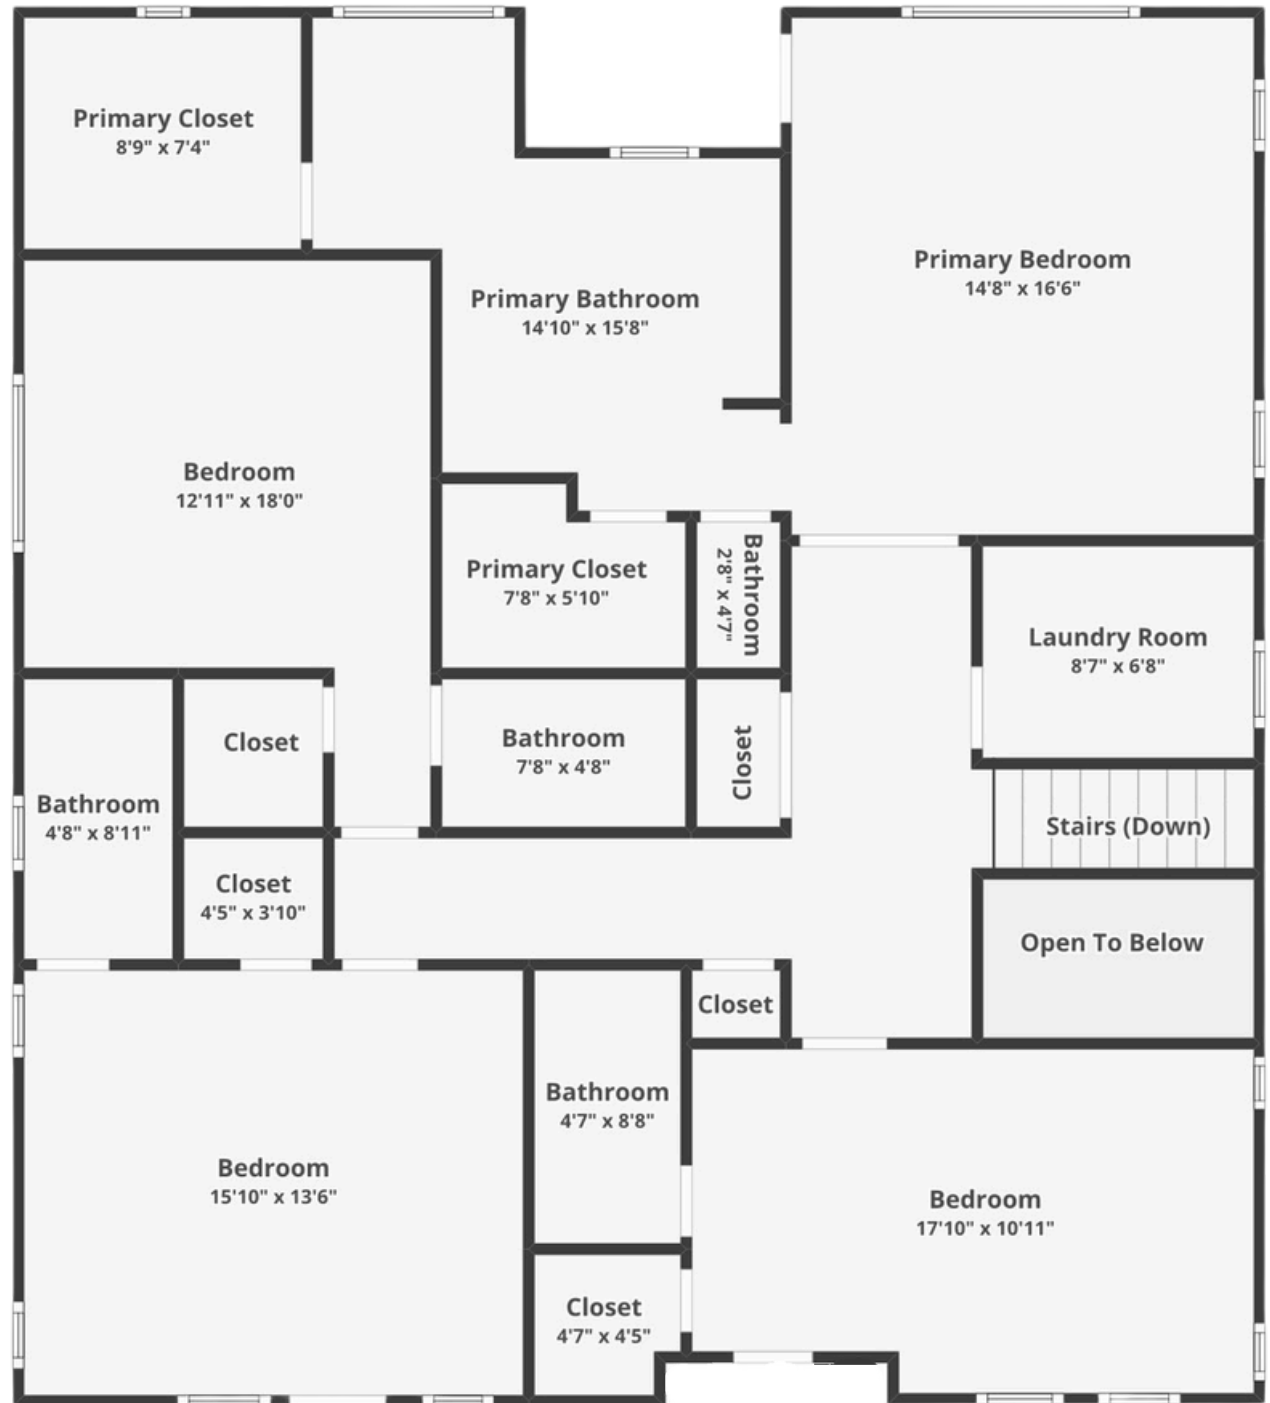 Primary Closet
8'9" x 7'4"
Primary Bedroom
14'8" x 16'6"
Primary Bathroom
14'10" x 15'8"
Bedroom
12'11" x 18'0"
Primary Closet
7'8" x 5'10"
Bathroom
2'8" x 4'7"
Laundry Room
8'7" x 6'8"
Closet
Bathroom
7'8" x 4'8"
Closet
Bathroom
4'8" x 8'11"
Stairs (Down)
Closet
4'5" x 3'10"
Open To Below
Closet
Bathroom
4'7" x 8'8"
Bedroom
15'10" x 13'6"
Bedroom
17'10" x 10'11"
Closet
4'7" x 4'5"